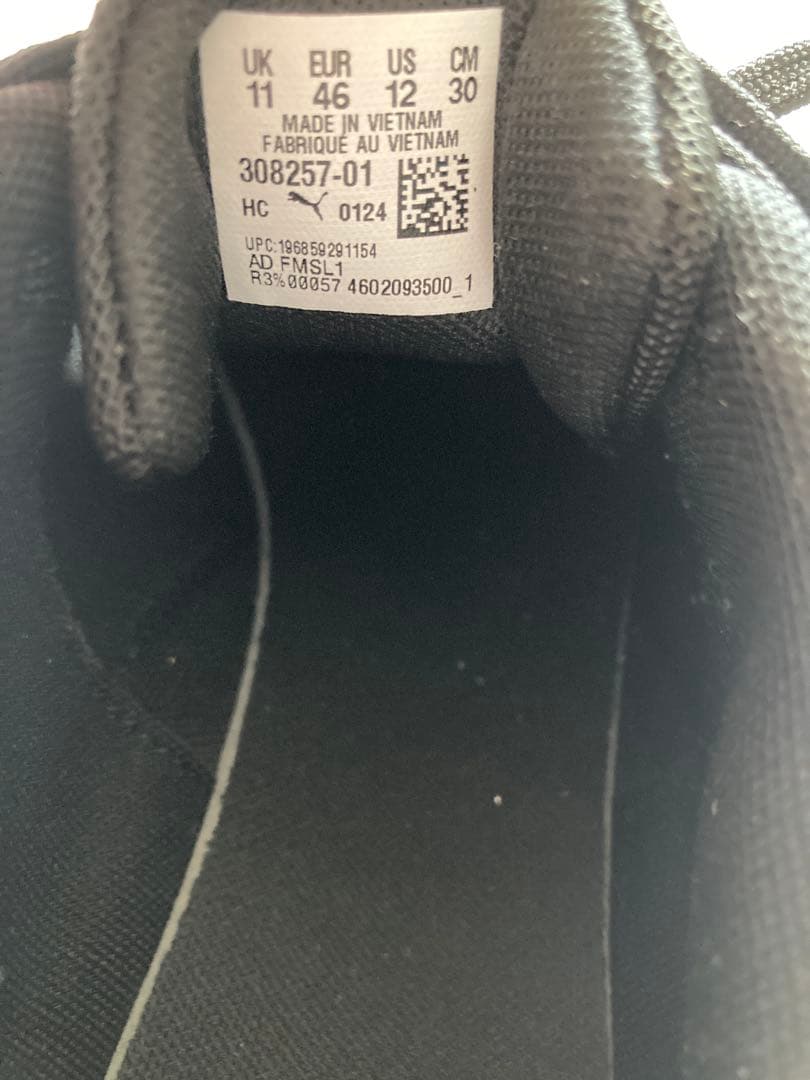 UK EUR US CM
11 46 12 30
MADE IN VIETNAM
FABRIQUÉ AU VIETNAM
308257-01
HC 0124
UPC:196859291154
AD FMSL1
R3%00057 4602093500_1